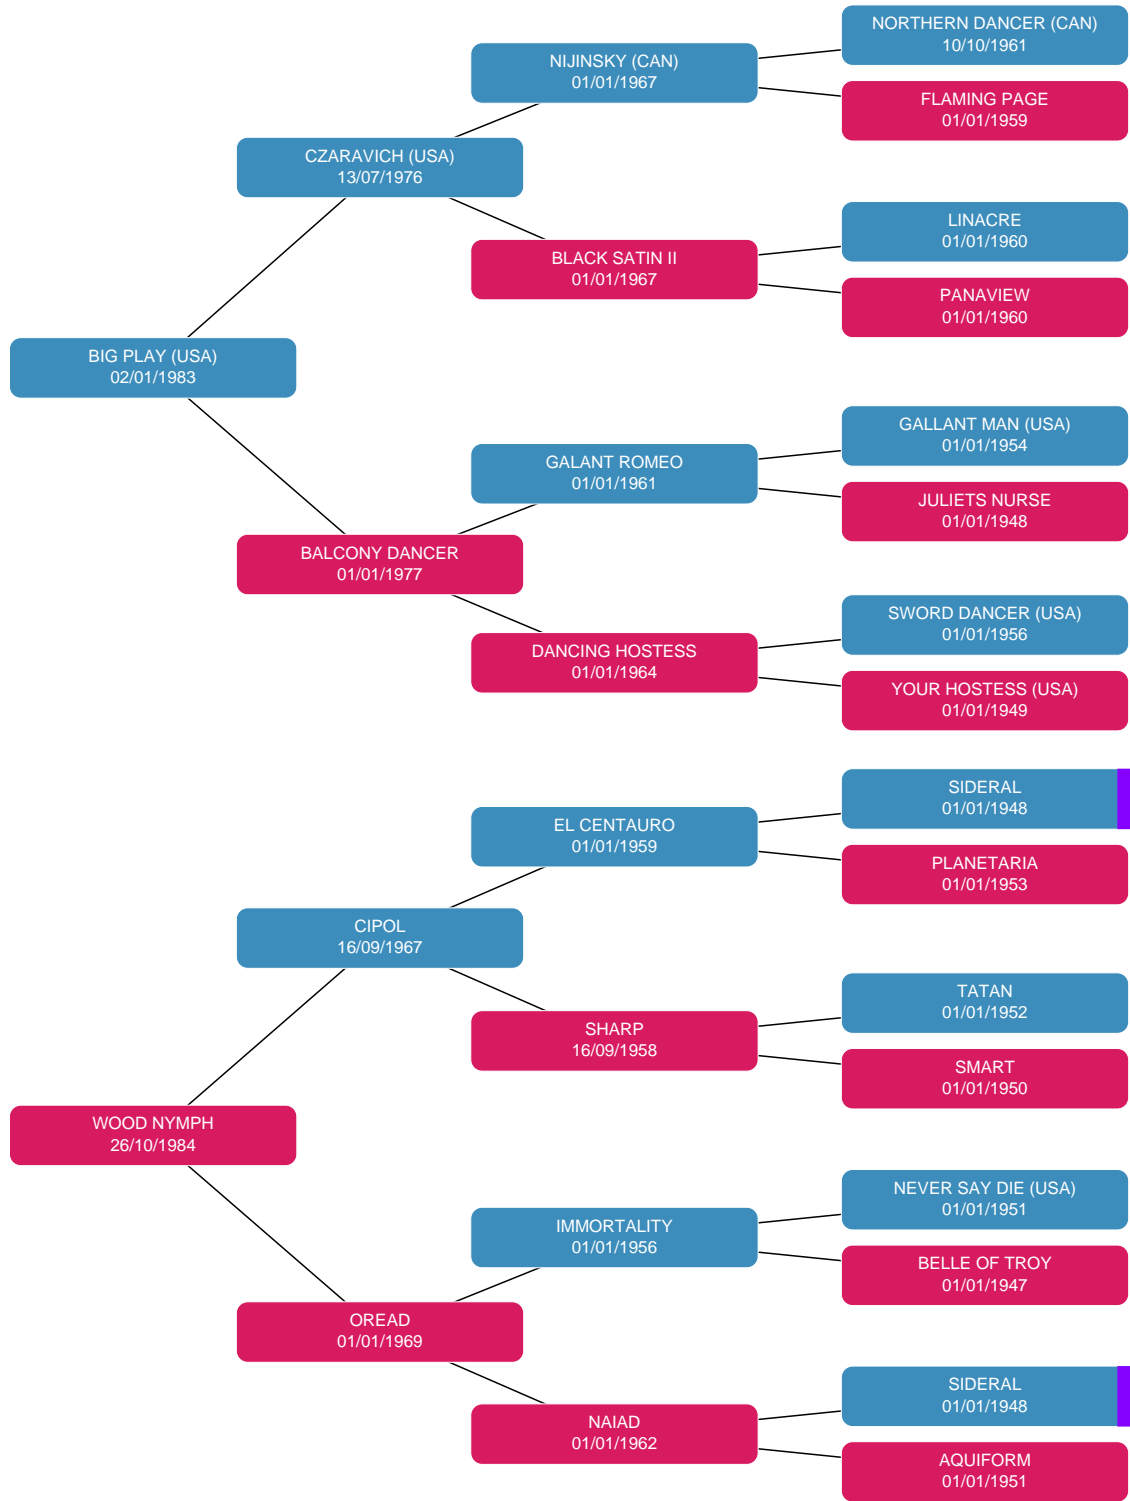 NORTHERN DANCER (CAN)
10/10/1961
NIJINSKY (CAN)
01/01/1967
FLAMING PAGE
01/01/1959
CZARAVICH (USA)
13/07/1976
LINACRE
01/01/1960
BLACK SATIN II
01/01/1967
PANAVIEW
01/01/1960
BIG PLAY (USA)
02/01/1983
GALLANT MAN (USA)
01/01/1954
GALANT ROMEO
01/01/1961
JULIETS NURSE
01/01/1948
BALCONY DANCER
01/01/1977
SWORD DANCER (USA)
01/01/1956
DANCING HOSTESS
01/01/1964
YOUR HOSTESS (USA)
01/01/1949
SIDERAL
01/01/1948
EL CENTAURO
01/01/1959
PLANETARIA
01/01/1953
CIPOL
16/09/1967
TATAN
01/01/1952
SHARP
16/09/1958
SMART
01/01/1950
WOOD NYMPH
26/10/1984
NEVER SAY DIE (USA)
01/01/1951
IMMORTALITY
01/01/1956
BELLE OF TROY
01/01/1947
OREAD
01/01/1969
SIDERAL
01/01/1948
NAIAD
01/01/1962
AQUIFORM
01/01/1951